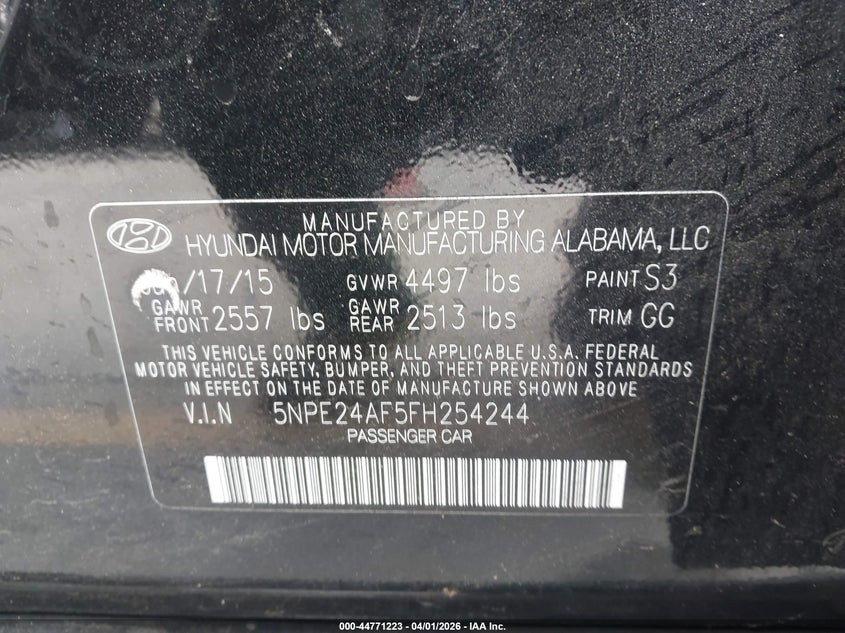 MANUFACTURED BY
HYUNDAI MOTOR MANUFACTURING ALABAMA, LLC
/17/15 GVWR 4497 lbs PAINT S3
GAWR FRONT 2557 lbs GAWR REAR 2513 lbs TRIM GG
THIS VEHICLE CONFORMS TO ALL APPLICABLE U.S.A. FEDERAL
MOTOR VEHICLE SAFETY, BUMPER, AND THEFT PREVENTION STANDARDS
IN EFFECT ON THE DATE OF MANUFACTURE SHOWN ABOVE
V.I.N 5NPE24AF5FH254244
PASSENGER CAR
000-44771223 | 04/01/2026 - IAA Inc.